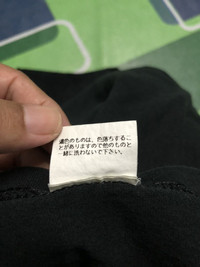 濃色のものは、色落ちするこ
とがありますので他のものと
一緒に洗わないで下さい。